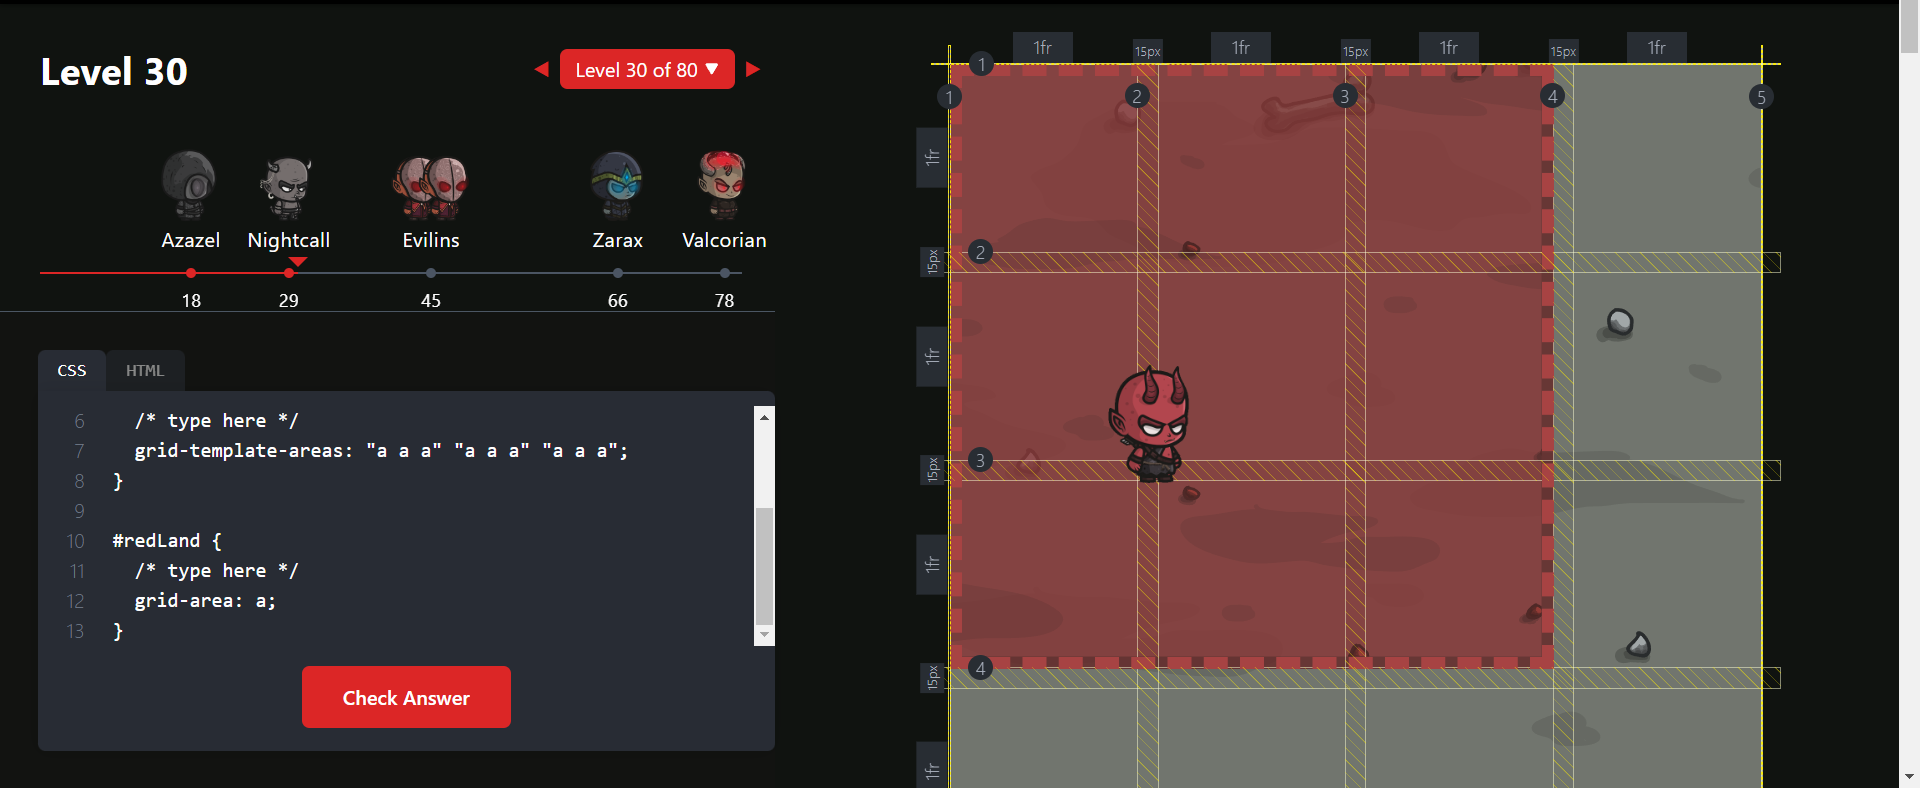 Level 30
Level 30 of 80
Azazel
Nightcall
Evilins
Zarax
Valcorian
18
29
45
66
78
CSS
HTML
6 /* type here */
7 grid-template-areas: "a a a" "a a a" "a a a";
8 }
9
10 #redLand {
11 /* type here */
12 grid-area: a;
13 }
Check Answer
1fr
15px
1fr
15px
1fr
15px
1fr
1
1
2
3
4
5
1fr
15px
2
1fr
15px
3
1fr
15px
4
1fr